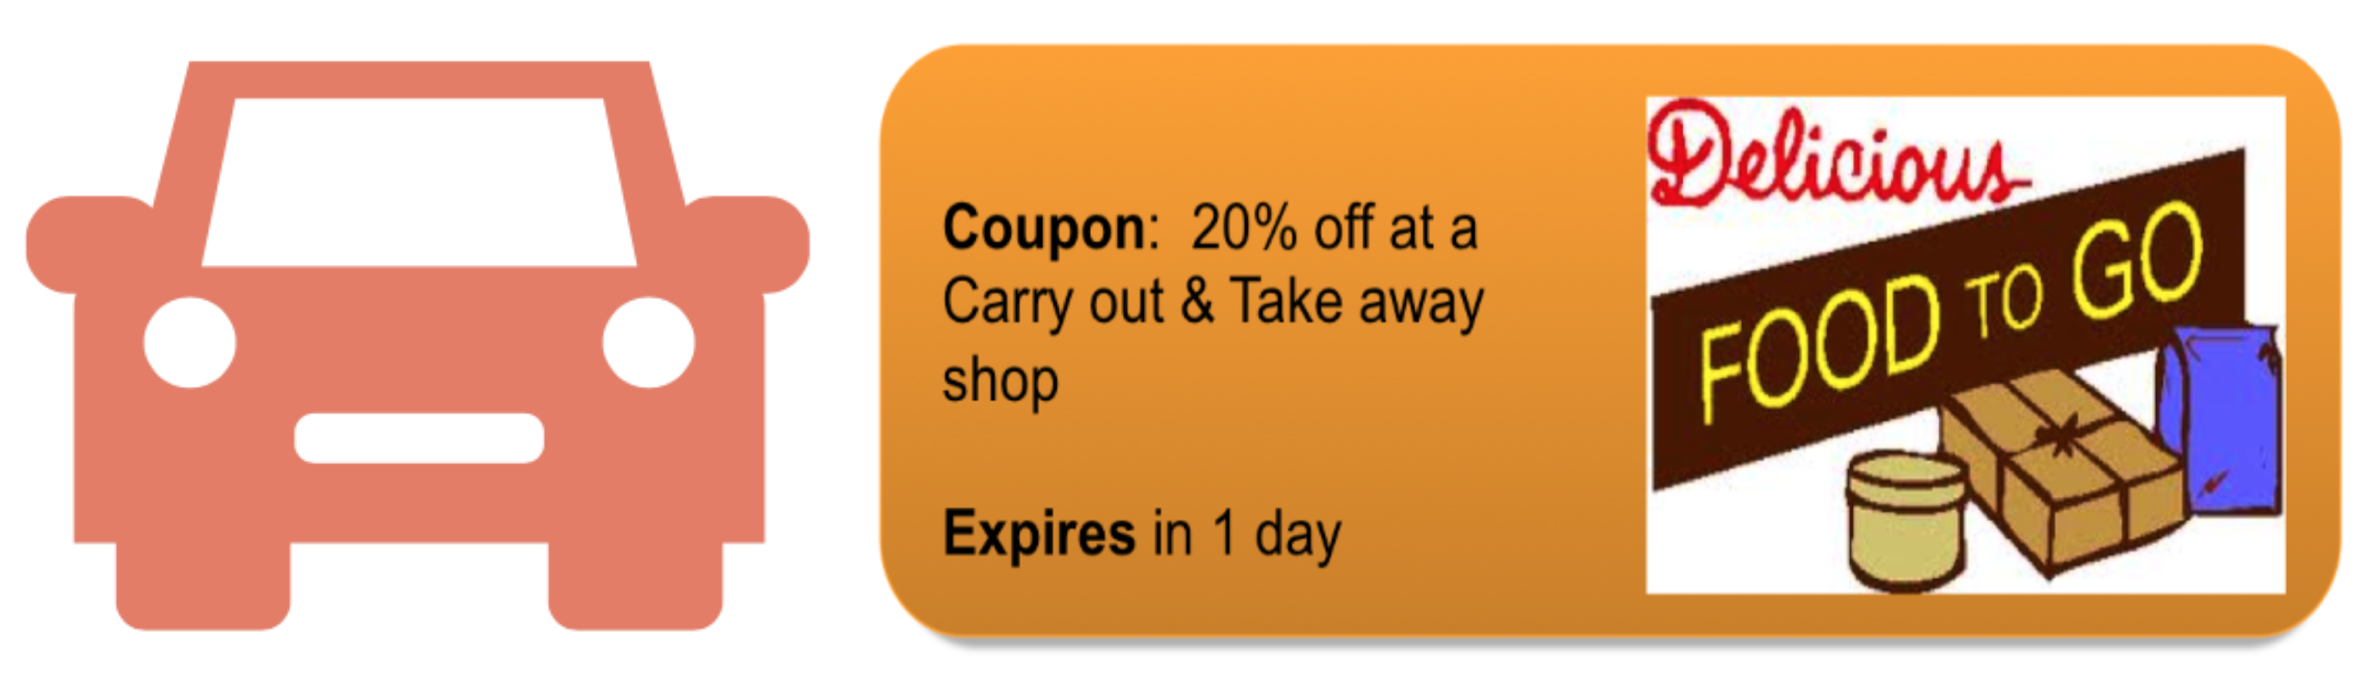 Coupon:  20% off at a
Carry out & Take away
shop
Expires in 1 day
Delicious
FOOD TO GO